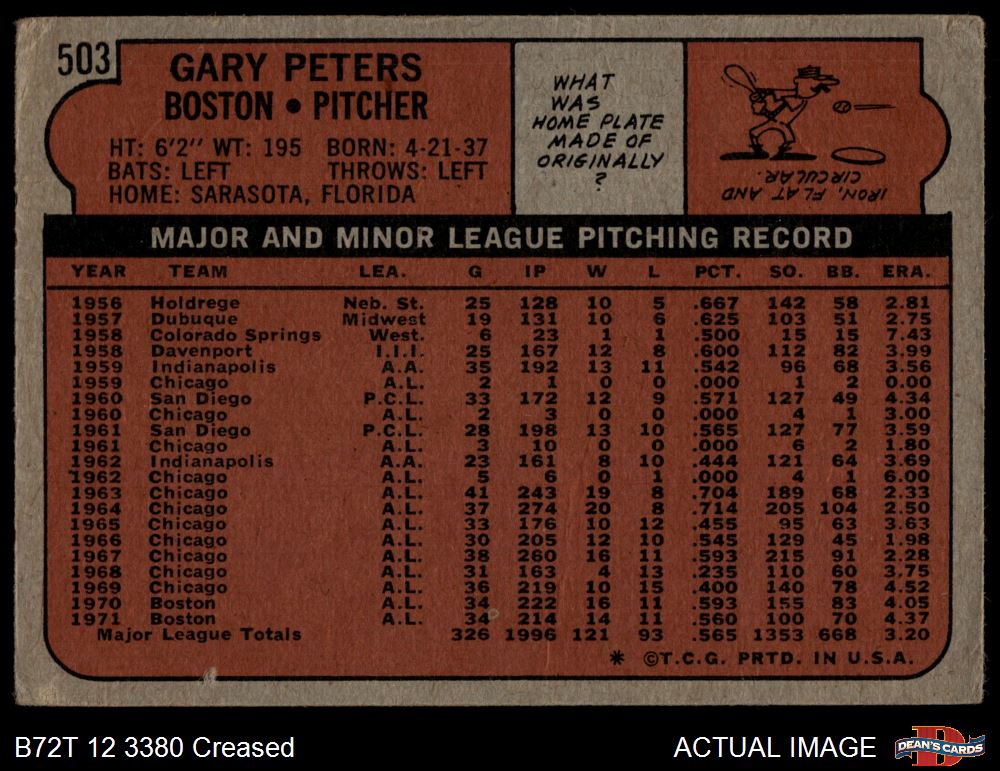 503
GARY PETERS
BOSTON • PITCHER
HT: 6'2" WT: 195 BORN: 4-21-37
BATS: LEFT THROWS: LEFT
HOME: SARASOTA, FLORIDA
WHAT
WAS
HOME PLATE
MADE OF
ORIGINALLY
?
IRON, FLAT AND
CIRCULAR.
MAJOR AND MINOR LEAGUE PITCHING RECORD
YEAR TEAM LEA. G IP W L PCT. SO. BB. ERA.
1956 Holdrege Neb. St. 25 128 10 5 .667 142 58 2.81
1957 Dubuque Midwest 19 131 10 6 .625 103 51 2.75
1958 Colorado Springs West. 6 23 1 1 .500 15 15 7.43
1958 Davenport I.I.I. 25 167 12 8 .600 112 82 3.99
1959 Indianapolis A.A. 35 192 13 11 .542 96 68 3.56
1959 Chicago A.L. 2 1 0 0 .000 1 2 0.00
1960 San Diego P.C.L. 33 172 12 9 .571 127 49 4.34
1960 Chicago A.L. 2 3 0 0 .000 4 1 3.00
1961 San Diego P.C.L. 28 198 13 10 .565 127 77 3.59
1961 Chicago A.L. 3 10 0 0 .000 6 2 1.80
1962 Indianapolis A.A. 23 161 8 10 .444 121 64 3.69
1962 Chicago A.L. 5 6 0 1 .000 4 1 6.00
1963 Chicago A.L. 41 243 19 8 .704 189 68 2.33
1964 Chicago A.L. 37 274 20 8 .714 205 104 2.50
1965 Chicago A.L. 33 176 10 12 .455 95 63 3.63
1966 Chicago A.L. 30 205 12 10 .545 129 45 1.98
1967 Chicago A.L. 38 260 16 11 .593 215 91 2.28
1968 Chicago A.L. 31 163 4 13 .235 110 60 3.75
1969 Chicago A.L. 36 219 10 15 .400 140 78 4.52
1970 Boston A.L. 34 222 16 11 .593 155 83 4.05
1971 Boston A.L. 34 214 14 11 .560 100 70 4.37
Major League Totals 326 1996 121 93 .565 1353 668 3.20
* ©T.C.G. PRTD. IN U.S.A.
B72T 12 3380 Creased
ACTUAL IMAGE
DEAN'S CARDS